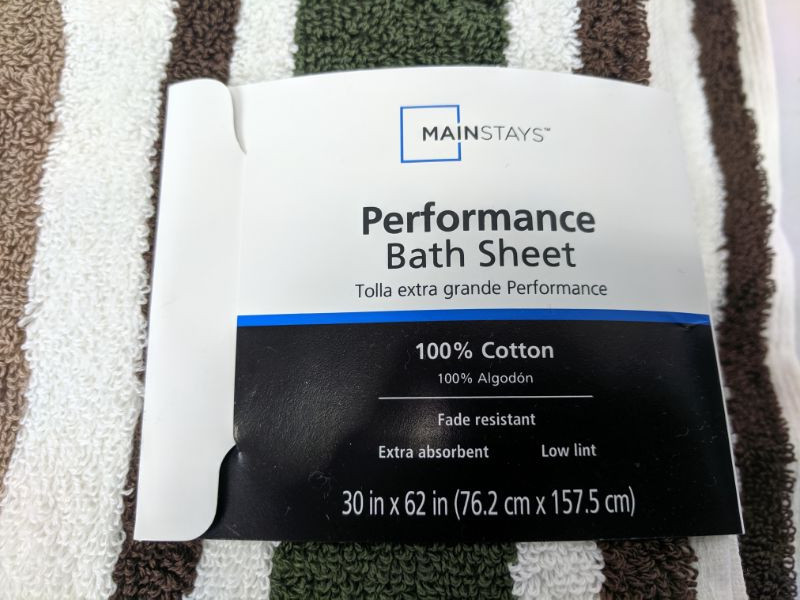 MAINSTAYS™
Performance
Bath Sheet
Tolla extra grande Performance
100% Cotton
100% Algodón
Fade resistant
Extra absorbent Low lint
30 in x 62 in (76.2 cm x 157.5 cm)